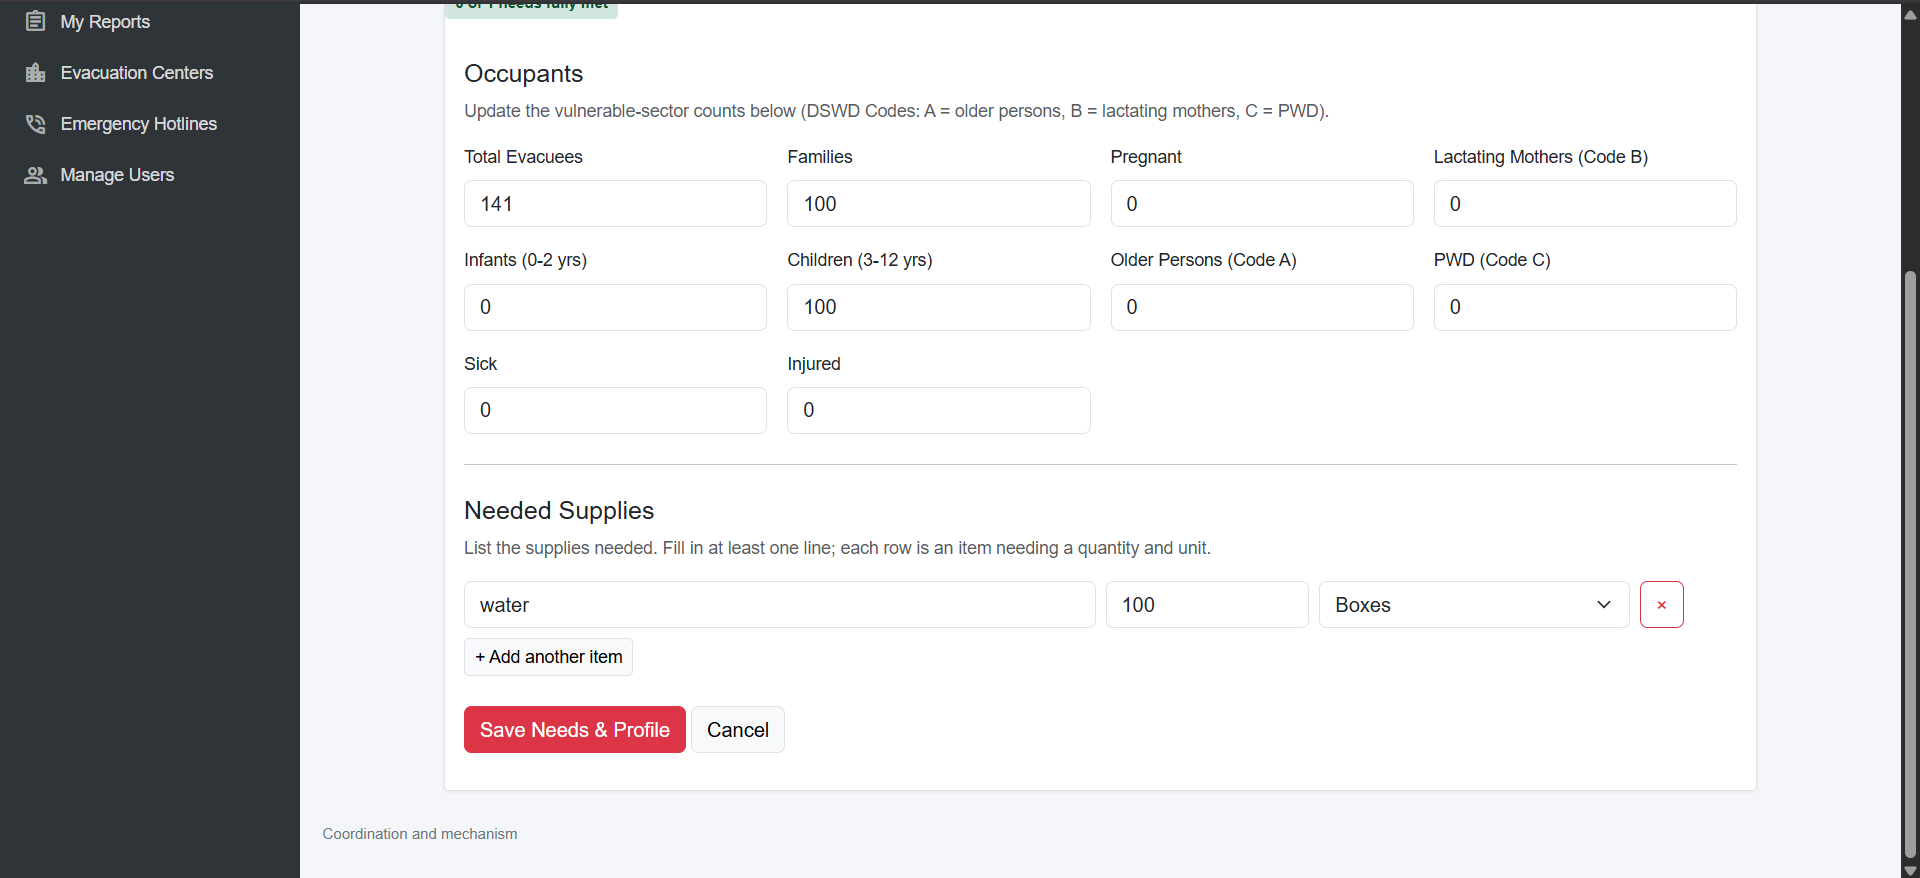 My Reports
Evacuation Centers
Emergency Hotlines
Manage Users
Occupants
Update the vulnerable-sector counts below (DSWD Codes: A = older persons, B = lactating mothers, C = PWD).
Total Evacuees Families Pregnant Lactating Mothers (Code B)
141 100 0 0
Infants (0-2 yrs) Children (3-12 yrs) Older Persons (Code A) PWD (Code C)
0 100 0 0
Sick Injured
0 0
Needed Supplies
List the supplies needed. Fill in at least one line; each row is an item needing a quantity and unit.
water 100 Boxes ×
+ Add another item
Save Needs & Profile Cancel
Coordination and mechanism